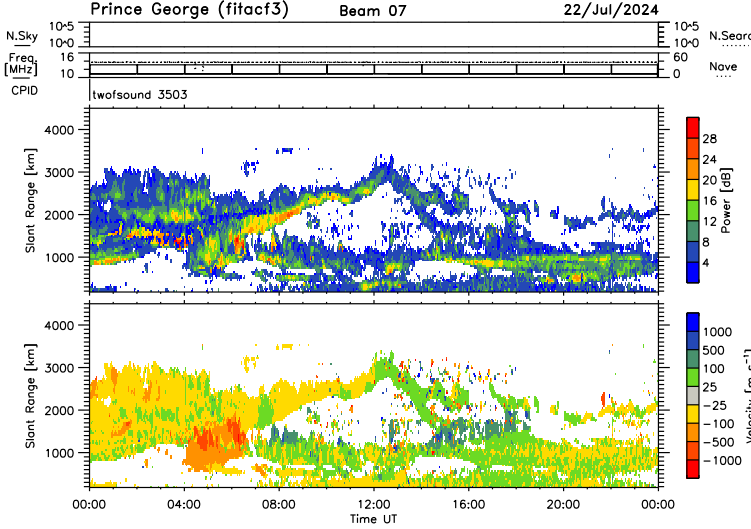 Prince George (fitacf3) Beam 07 22/Jul/2024
N.Sky 10^5 10^5 N.Sear
10^0 10^0
Freq. 16 60 Nave
[MHz] 10 0
CPID twofsound 3503
Slant Range [km] 4000 3000 2000 1000
Power [dB] 28 24 20 16 12 8 4
Slant Range [km] 4000 3000 2000 1000
Velocity [m s^-1] 1000 500 100 25 -25 -100 -500 -1000
00:00 04:00 08:00 12:00 16:00 20:00 00:00
Time UT